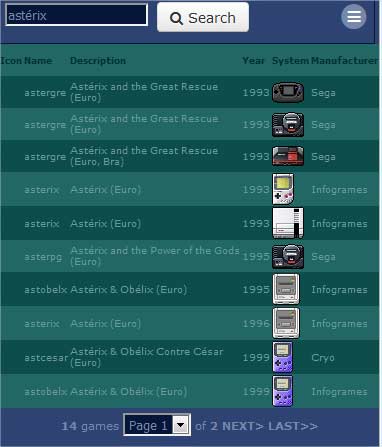 astérix Search
Icon Name Description Year System Manufacturer
astergre Astérix and the Great Rescue 1993 Sega
(Euro)
astergre Astérix and the Great Rescue 1993 Sega
(Euro)
astergre Astérix and the Great Rescue 1993 Sega
(Euro, Bra)
asterix Astérix (Euro) 1993 Infogrames
asterix Astérix (Euro) 1993 Infogrames
asterpg Astérix and the Power of the Gods 1995 Sega
(Euro)
astobelx Astérix & Obélix (Euro) 1995 Infogrames
asterix Astérix (Euro) 1996 Infogrames
astcesar Astérix & Obélix Contre César 1999 Cryo
(Euro)
astobelx Astérix & Obélix (Euro) 1999 Infogrames
14 games Page 1 of 2 NEXT> LAST>>